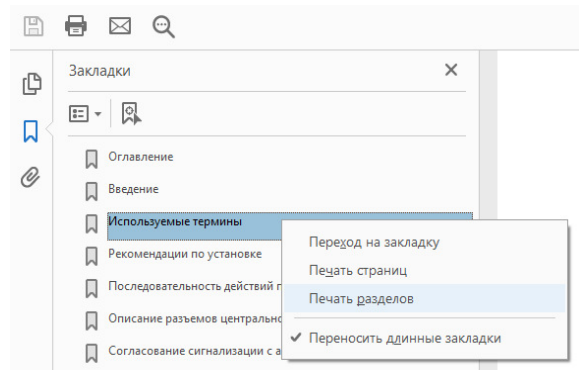 Закладки
Оглавление
Введение
Используемые термины
Рекомендации по установке
Последовательность действий
Описание разъемов
Согласование сигнализации с
Переход на закладку
Печать страниц
Печать разделов
Переносить длинные закладки